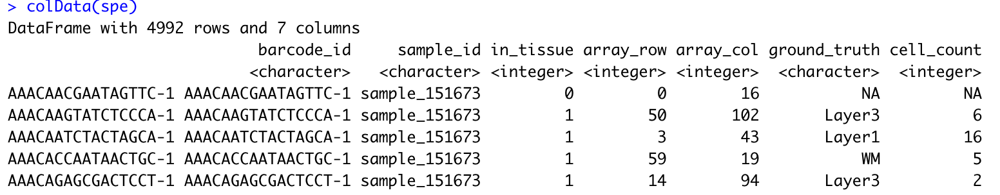 > colData(spe)
DataFrame with 4992 rows and 7 columns
barcode_id sample_id in_tissue array_row array_col ground_truth cell_count
<character> <character> <integer> <integer> <integer> <character> <integer>
AAACAACGAATAGTTC-1 AAACAACGAATAGTTC-1 sample_151673 0 0 16 NA NA
AAACAAGTATCTCCCA-1 AAACAAGTATCTCCCA-1 sample_151673 1 50 102 Layer3 6
AAACAATCTACTAGCA-1 AAACAATCTACTAGCA-1 sample_151673 1 3 43 Layer1 16
AAACACCAATAACTGC-1 AAACACCAATAACTGC-1 sample_151673 1 59 19 WM 5
AAACAGAGCGACTCCT-1 AAACAGAGCGACTCCT-1 sample_151673 1 14 94 Layer3 2